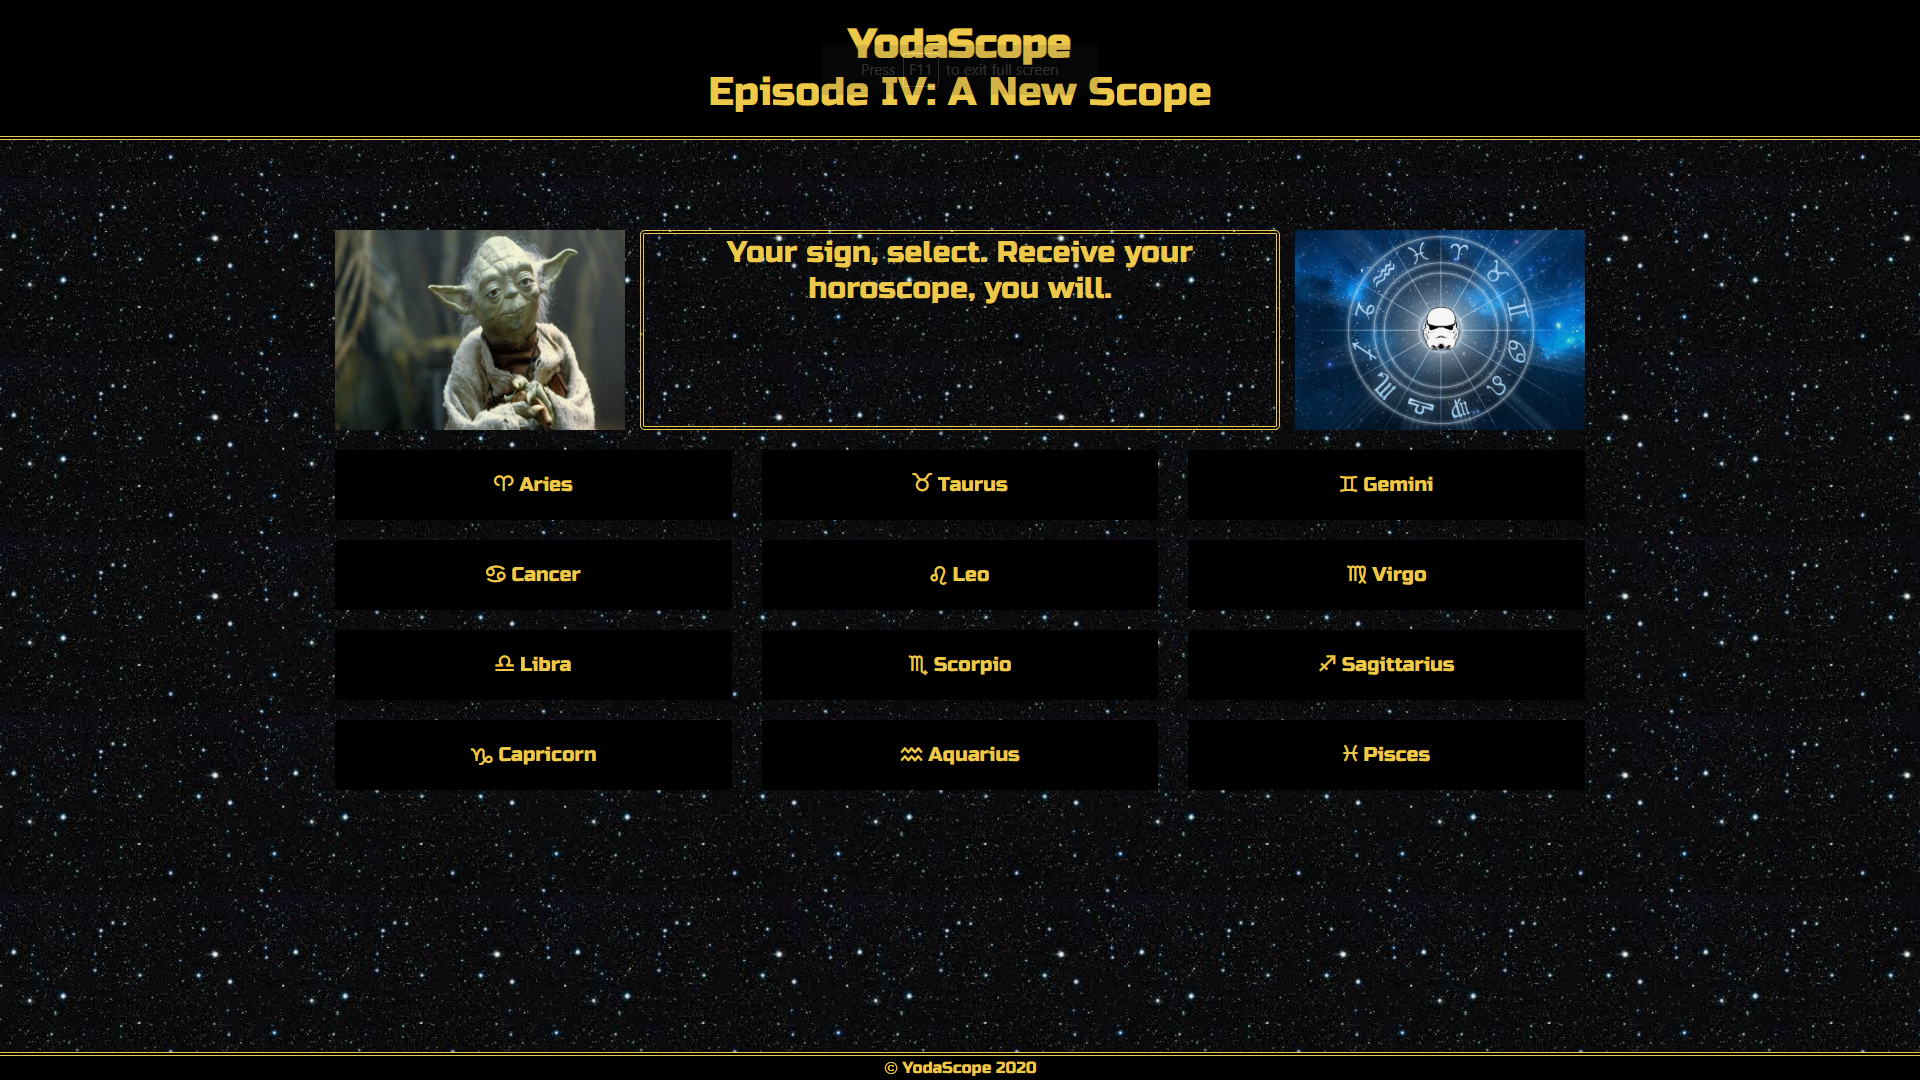 YodaScope
Press F11 to exit full screen
Episode IV: A New Scope
Your sign, select. Receive your
horoscope, you will.
♈ Aries
♉ Taurus
♊ Gemini
♋ Cancer
♌ Leo
♍ Virgo
♎ Libra
♏ Scorpio
♐ Sagittarius
♑ Capricorn
♒ Aquarius
♓ Pisces
© YodaScope 2020